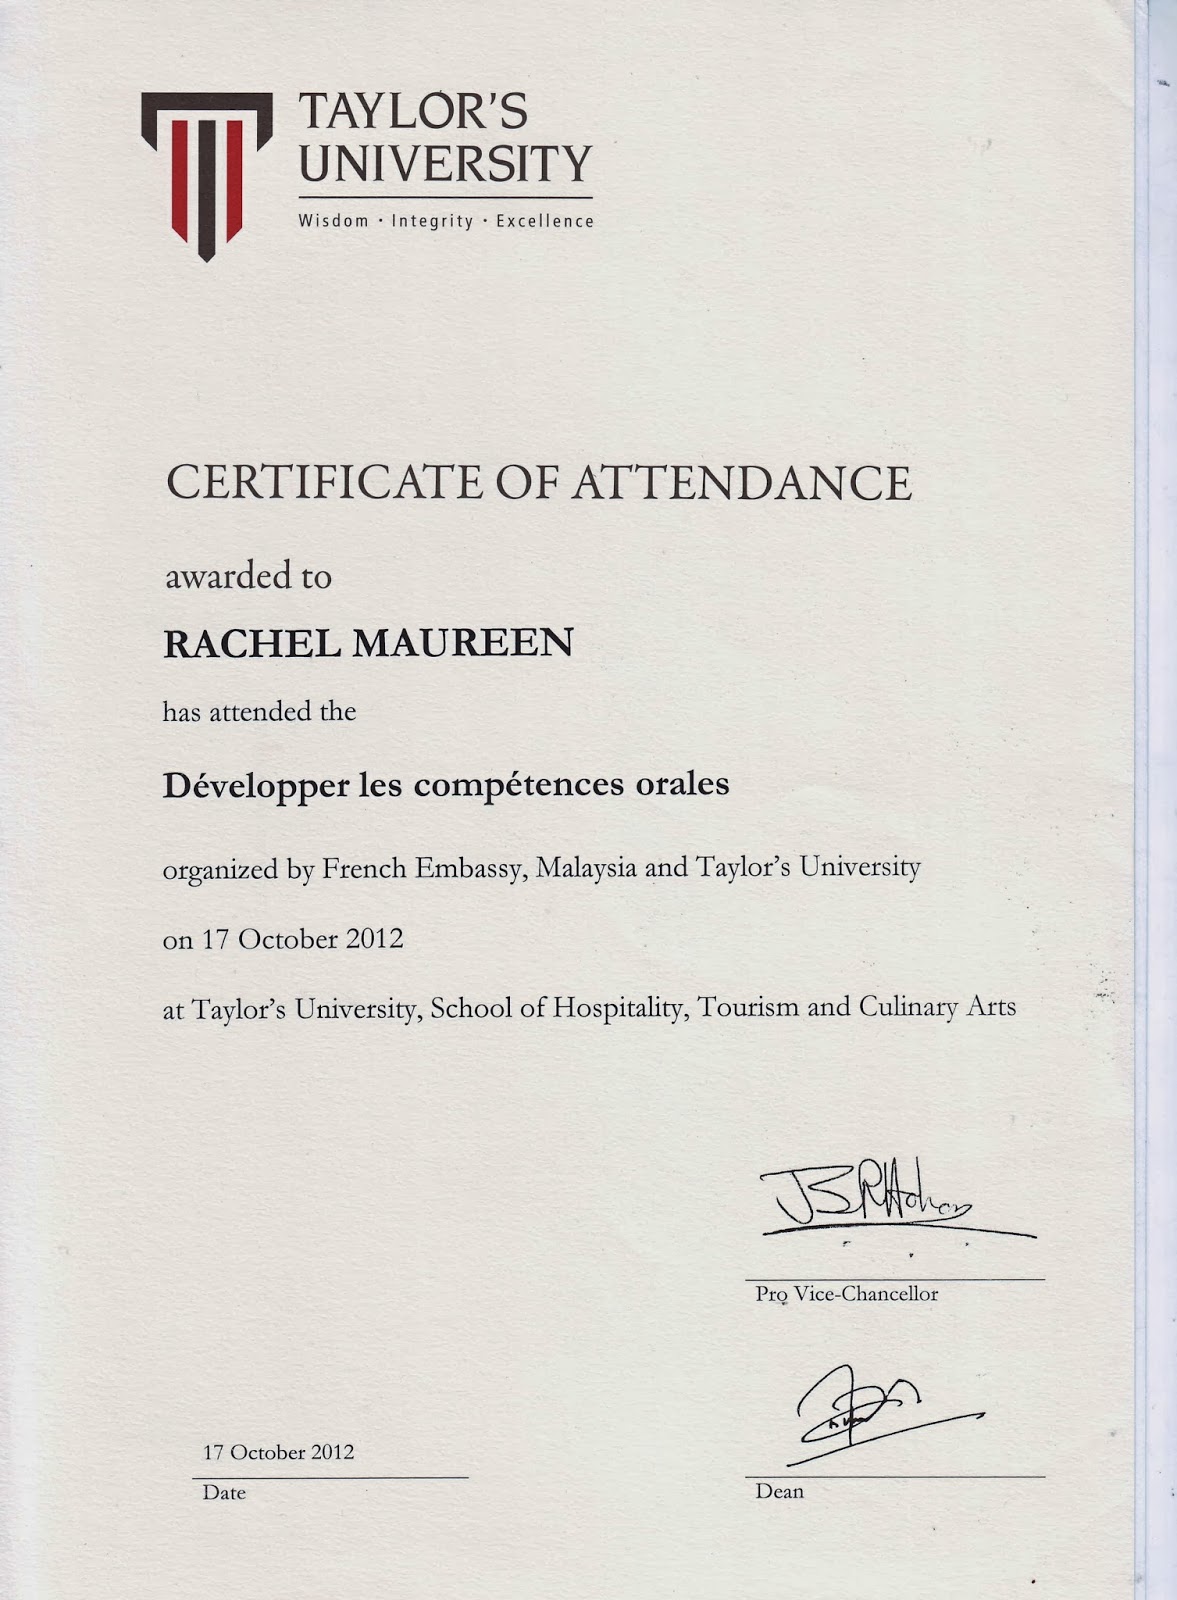 TAYLOR'S
UNIVERSITY
Wisdom · Integrity · Excellence
CERTIFICATE OF ATTENDANCE
awarded to
RACHEL MAUREEN
has attended the
Développer les compétences orales
organized by French Embassy, Malaysia and Taylor's University
on 17 October 2012
at Taylor's University, School of Hospitality, Tourism and Culinary Arts
Pro Vice-Chancellor
17 October 2012
Date
Dean